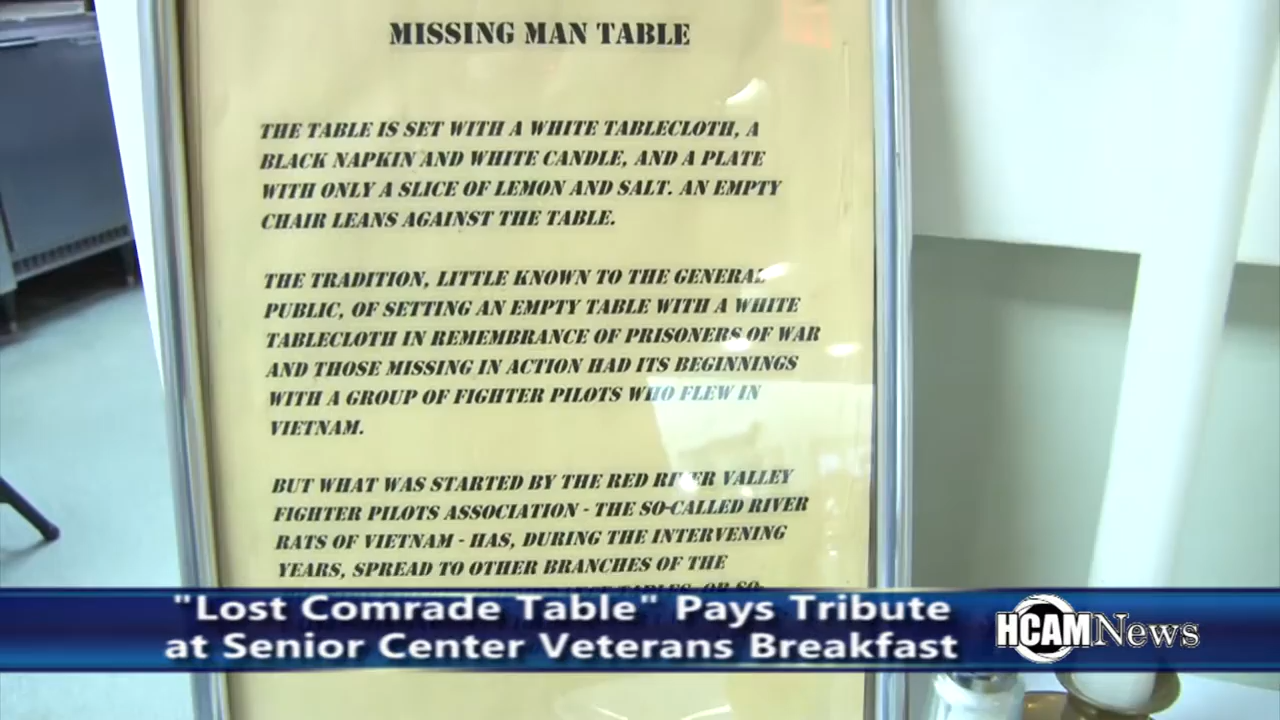 MISSING MAN TABLE
THE TABLE IS SET WITH A WHITE TABLECLOTH, A
BLACK NAPKIN AND WHITE CANDLE, AND A PLATE
WITH ONLY A SLICE OF LEMON AND SALT. AN EMPTY
CHAIR LEANS AGAINST THE TABLE.
THE TRADITION, LITTLE KNOWN TO THE GENERAL
PUBLIC, OF SETTING AN EMPTY TABLE WITH A WHITE
TABLECLOTH IN REMEMBRANCE OF PRISONERS OF WAR
AND THOSE MISSING IN ACTION HAD ITS BEGINNINGS
WITH A GROUP OF FIGHTER PILOTS WHO FLEW IN
VIETNAM.
BUT WHAT WAS STARTED BY THE RED RIVER VALLEY
FIGHTER PILOTS ASSOCIATION - THE SO-CALLED RIVER
RATS OF VIETNAM - HAS, DURING THE INTERVENING
YEARS, SPREAD TO OTHER BRANCHES OF THE
TABLES, OR SO-
"Lost Comrade Table" Pays Tribute
at Senior Center Veterans Breakfast
HCAMNews